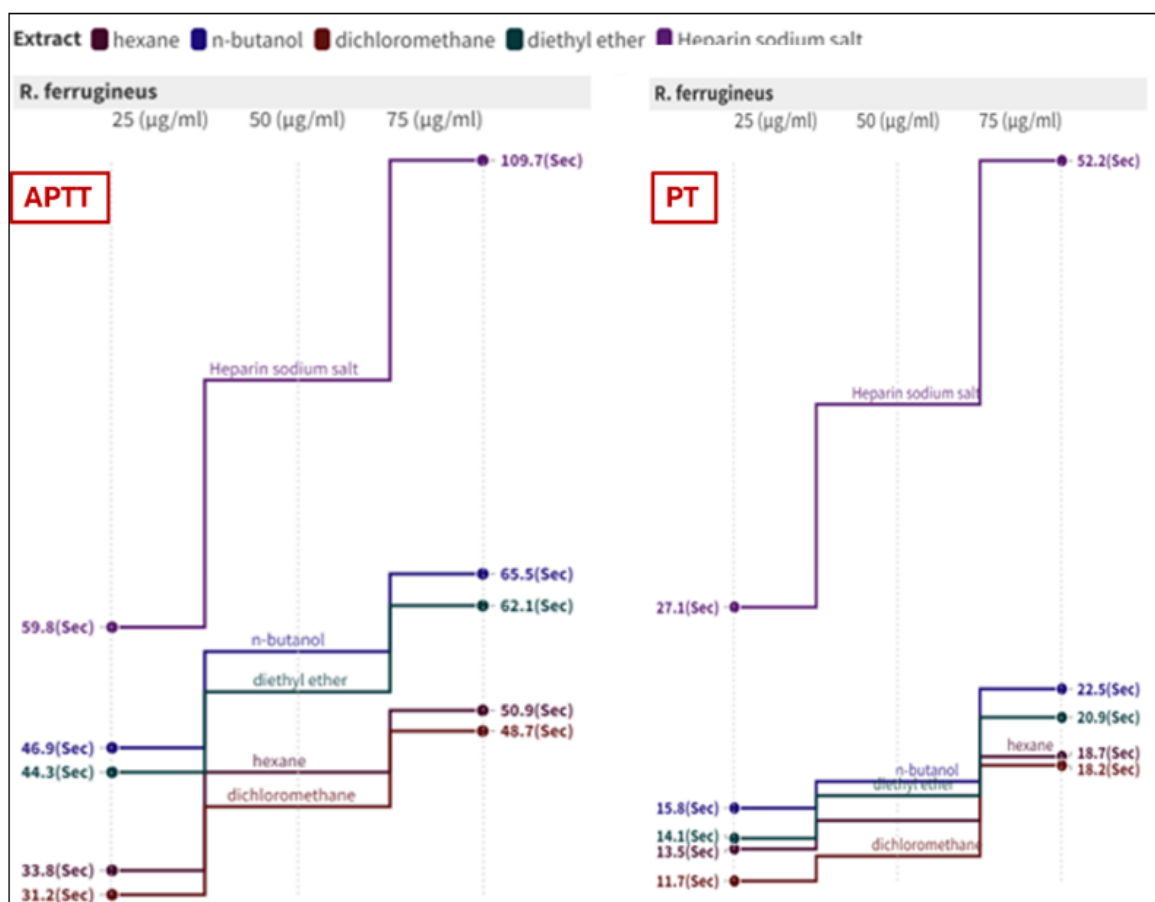 Extract hexane n-butanol dichloromethane diethyl ether Heparin sodium salt
R. ferrugineus
25 (µg/ml) 50 (µg/ml) 75 (µg/ml)
APTT
109.7(Sec)
Heparin sodium salt
59.8(Sec)
65.5(Sec)
62.1(Sec)
n-butanol
diethyl ether
46.9(Sec)
44.3(Sec)
50.9(Sec)
48.7(Sec)
hexane
dichloromethane
33.8(Sec)
31.2(Sec)
R. ferrugineus
25 (µg/ml) 50 (µg/ml) 75 (µg/ml)
PT
52.2(Sec)
Heparin sodium salt
27.1(Sec)
22.5(Sec)
20.9(Sec)
hexane
18.7(Sec)
18.2(Sec)
n-butanol
diethyl ether
15.8(Sec)
14.1(Sec)
13.5(Sec)
dichloromethane
11.7(Sec)